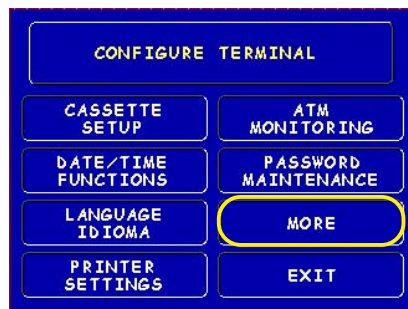 CONFIGURE TERMINAL
CASSETTE
SETUP
ATM
MONITORING
DATE/TIME
FUNCTIONS
PASSWORD
MAINTENANCE
LANGUAGE
IDIOMA
MORE
PRINTER
SETTINGS
EXIT